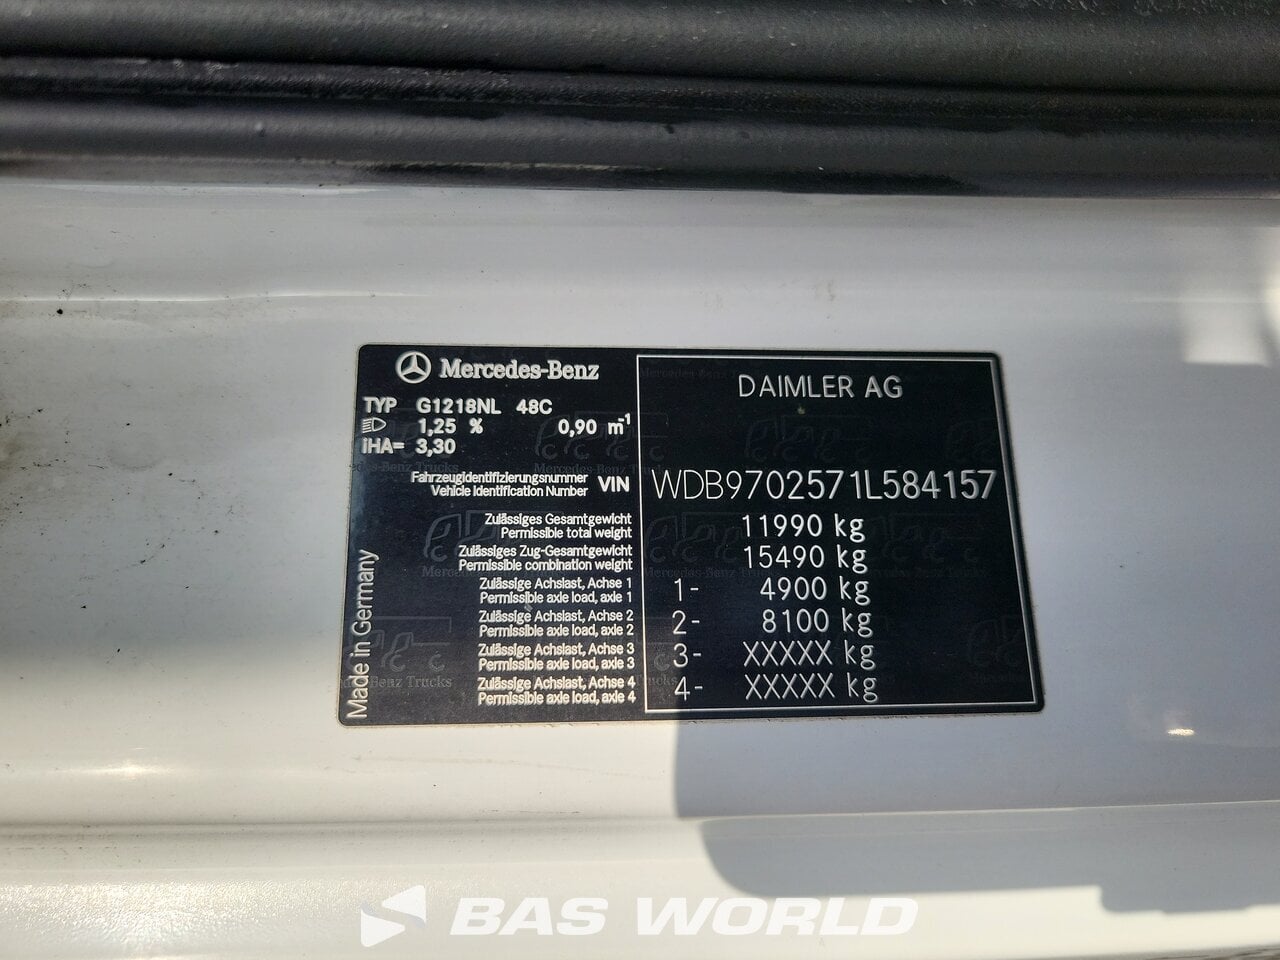 Mercedes-Benz
DAIMLER AG
TYP G1218NL 48C
1,25 % 0,90 m⁻¹
iHA= 3,30
Fahrzeugidentifizierungsnummer
Vehicle Identification Number VIN WDB9702571L584157
Zulässiges Gesamtgewicht
Permissible total weight 11990 kg
Zulässiges Zug-Gesamtgewicht
Permissible combination weight 15490 kg
Zulässige Achslast, Achse 1
Permissible axle load, axle 1 1- 4900 kg
Zulässige Achslast, Achse 2
Permissible axle load, axle 2 2- 8100 kg
Zulässige Achslast, Achse 3
Permissible axle load, axle 3 3- XXXXX kg
Zulässige Achslast, Achse 4
Permissible axle load, axle 4 4- XXXXX kg
Made in Germany
BAS WORLD